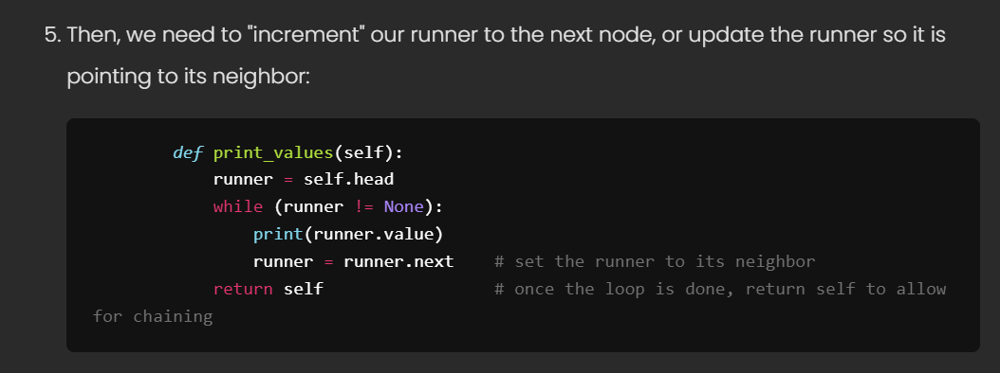 5. Then, we need to "increment" our runner to the next node, or update the runner so it is
pointing to its neighbor:
def print_values(self):
runner = self.head
while (runner != None):
print(runner.value)
runner = runner.next    # set the runner to its neighbor
return self    # once the loop is done, return self to allow
for chaining